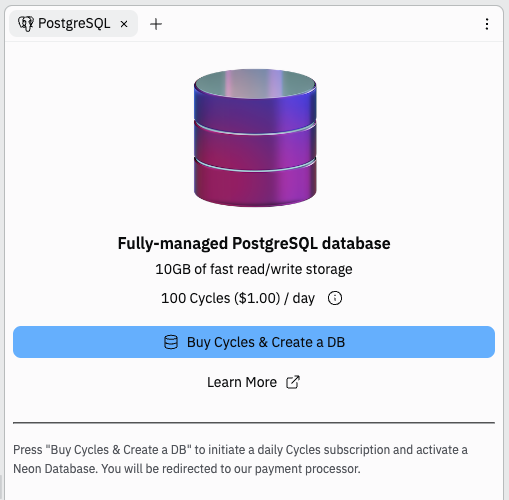 PostgreSQL
Fully-managed PostgreSQL database
10GB of fast read/write storage
100 Cycles ($1.00) / day
Buy Cycles & Create a DB
Learn More
Press "Buy Cycles & Create a DB" to initiate a daily Cycles subscription and activate a
Neon Database. You will be redirected to our payment processor.